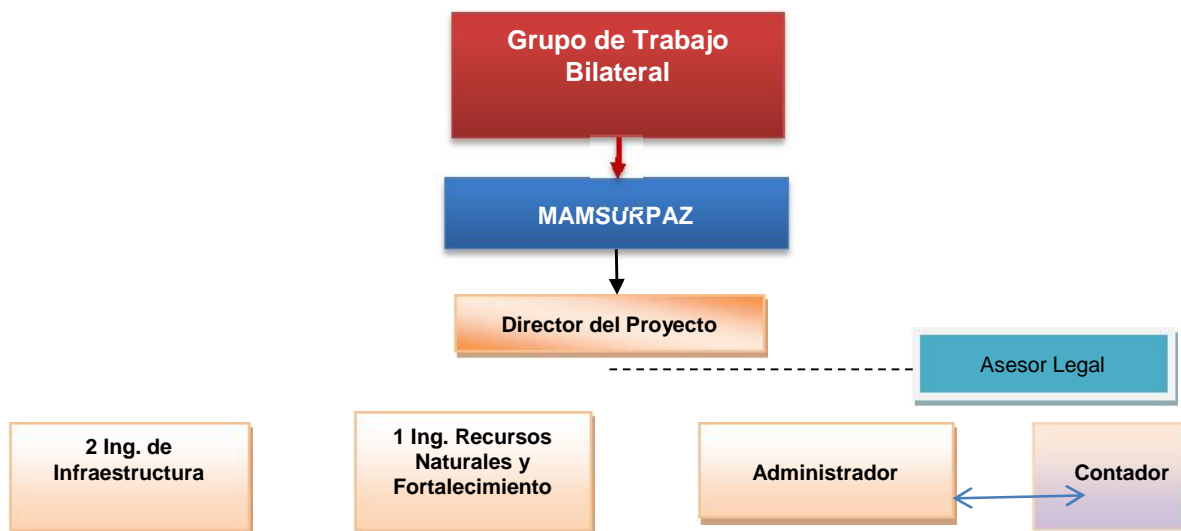 Grupo de Trabajo
Bilateral
MAMSURPAZ
Director del Proyecto
Asesor Legal
2 Ing. de
Infraestructura
1 Ing. Recursos
Naturales y
Fortalecimiento
Administrador
Contador